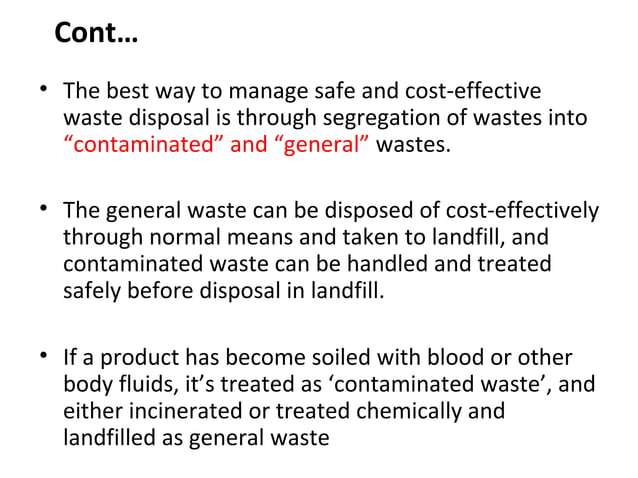 Cont…
• The best way to manage safe and cost-effective
waste disposal is through segregation of wastes into
“contaminated” and “general” wastes.
• The general waste can be disposed of cost-effectively
through normal means and taken to landfill, and
contaminated waste can be handled and treated
safely before disposal in landfill.
• If a product has become soiled with blood or other
body fluids, it’s treated as ‘contaminated waste’, and
either incinerated or treated chemically and
landfilled as general waste